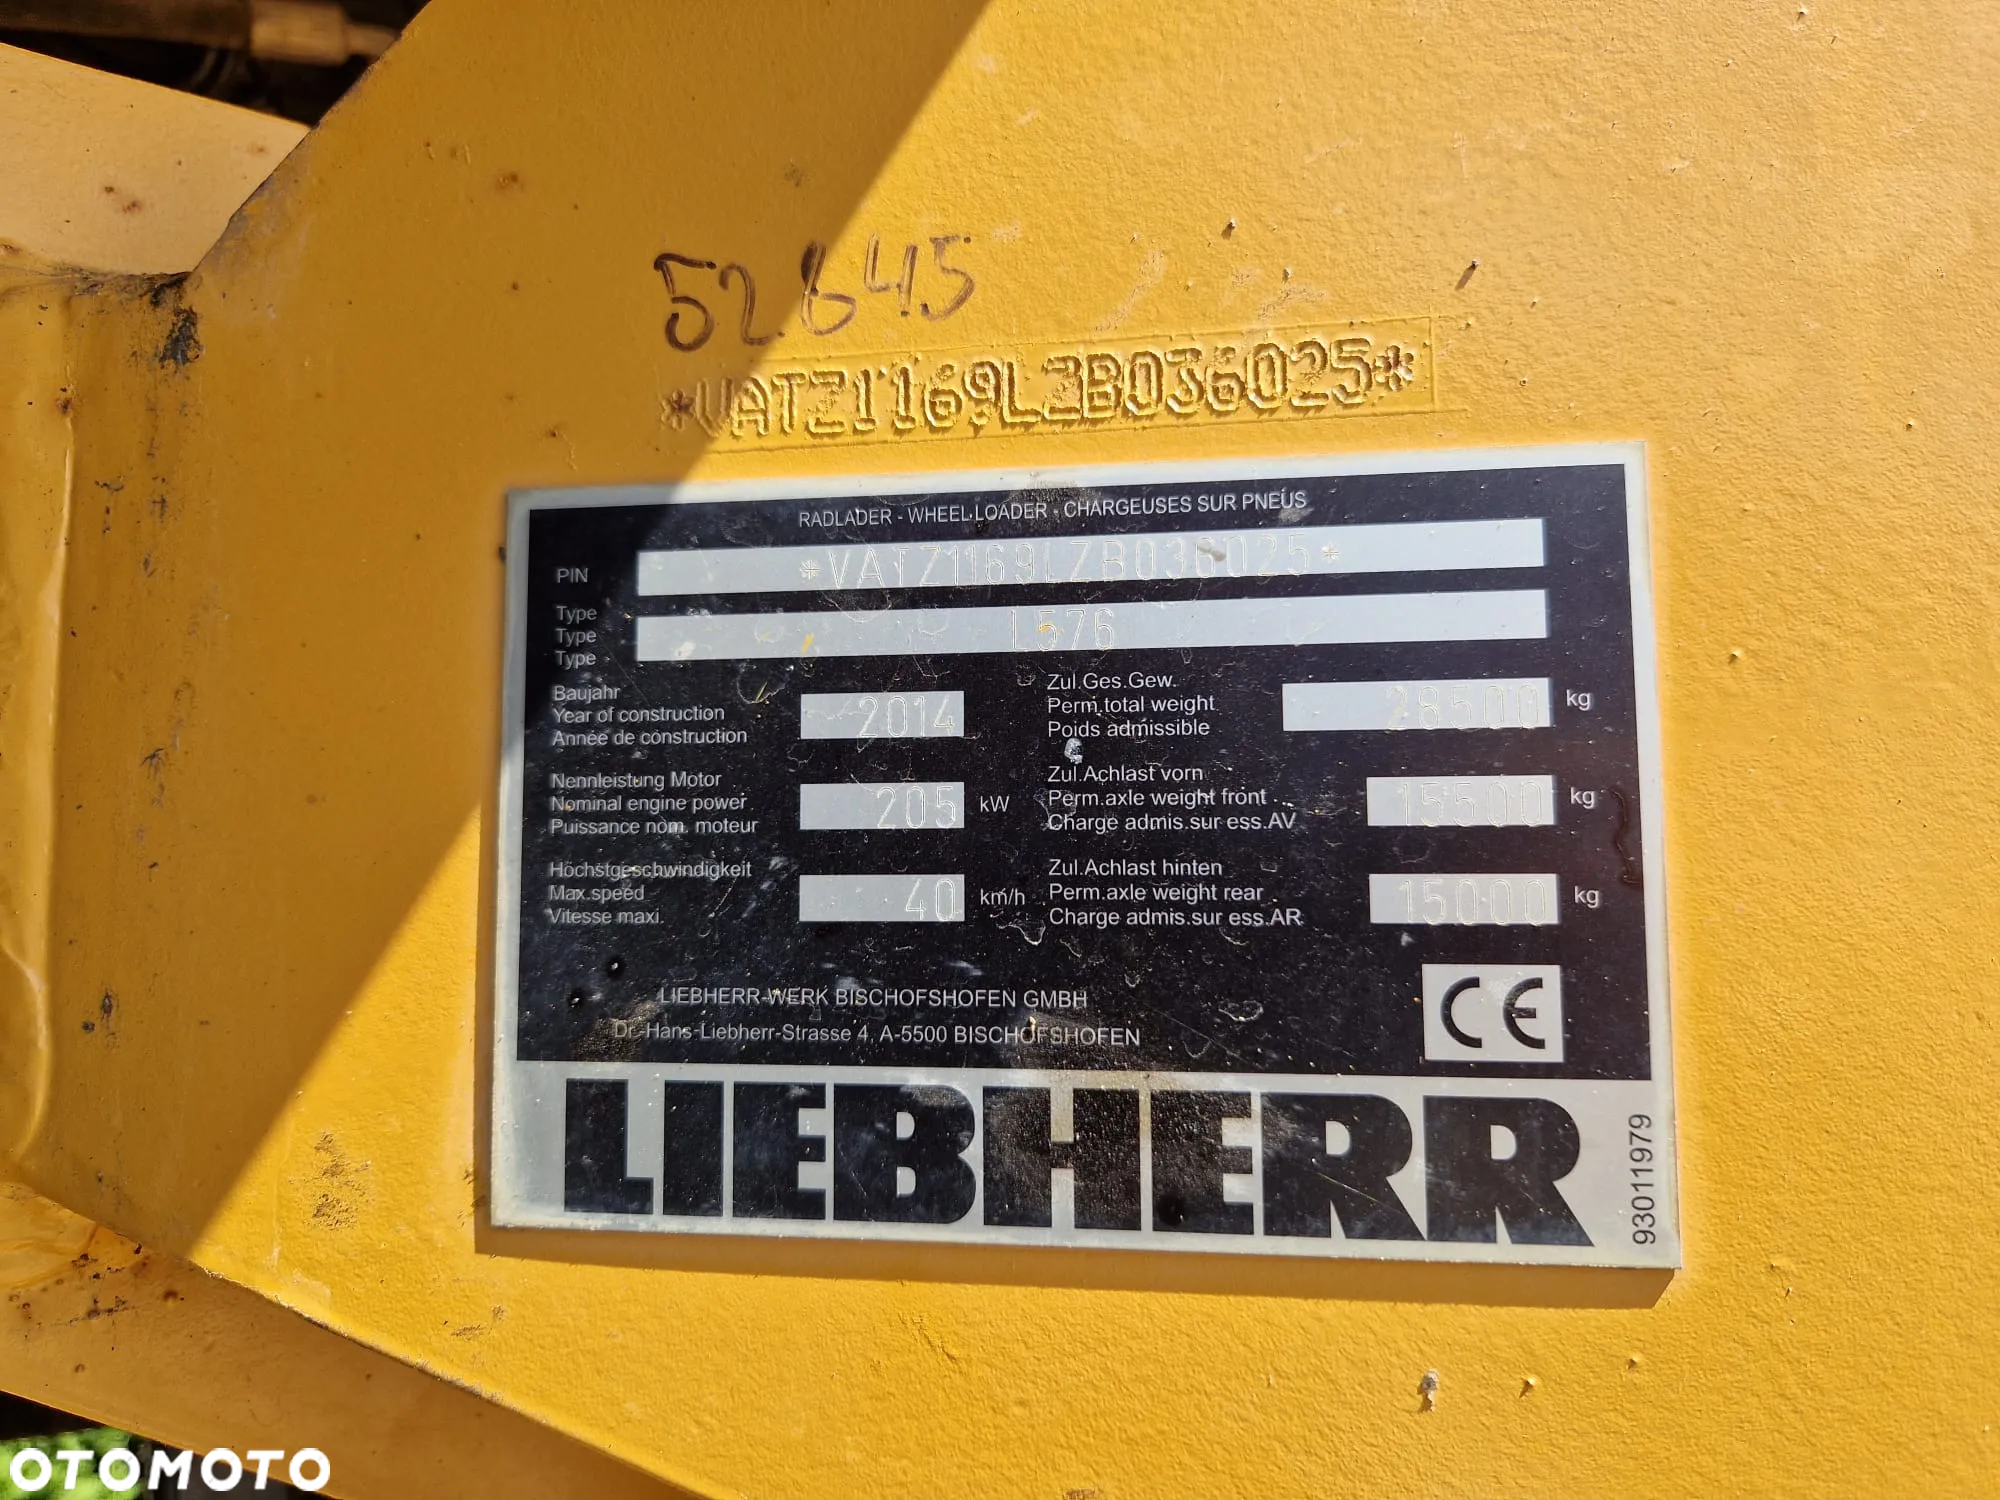 52645
*VATZ1169LZB036025*
RADLADER - WHEEL LOADER - CHARGEUSES SUR PNEUS
PIN *VATZ1169LZB036025*
Type
Type L576
Type
Baujahr
Year of construction 2014
Année de construction
Zul.Ges.Gew.
Perm.total weight 28500 kg
Poids admissible
Nennleistung Motor
Nominal engine power 205 kW
Puissance nom. moteur
Zul.Achlast vorn
Perm.axle weight front 15500 kg
Charge admis.sur ess.AV
Höchstgeschwindigkeit
Max.speed 40 km/h
Vitesse maxi.
Zul.Achlast hinten
Perm.axle weight rear 15000 kg
Charge admis.sur ess.AR
LIEBHERR-WERK BISCHOFSHOFEN GMBH
Dr.-Hans-Liebherr-Strasse 4, A-5500 BISCHOFSHOFEN
CE
LIEBHERR
93011979
OTOMOTO